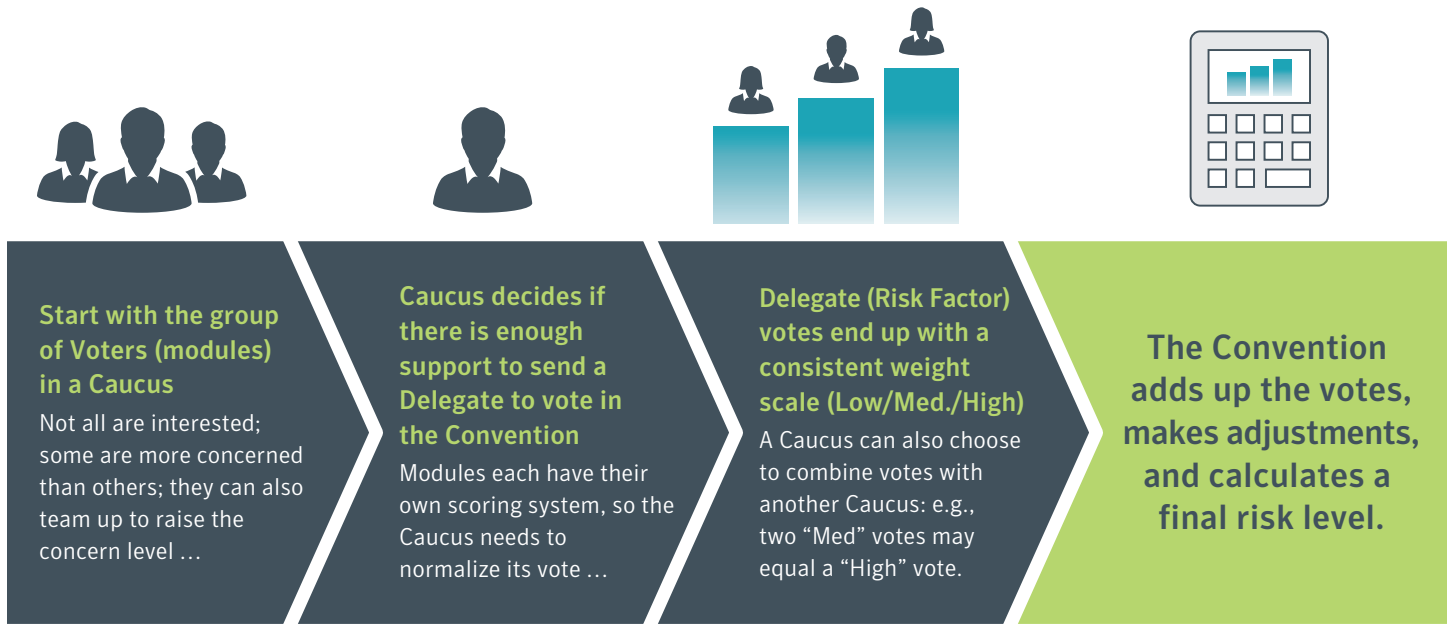 Start with the group
of Voters (modules)
in a Caucus
Not all are interested;
some are more concerned
than others; they can also
team up to raise the
concern level …
Caucus decides if
there is enough
support to send a
Delegate to vote in
the Convention
Modules each have their
own scoring system, so the
Caucus needs to
normalize its vote …
Delegate (Risk Factor)
votes end up with a
consistent weight
scale (Low/Med./High)
A Caucus can also choose
to combine votes with
another Caucus: e.g.,
two “Med” votes may
equal a “High” vote.
The Convention
adds up the votes,
makes adjustments,
and calculates a
final risk level.